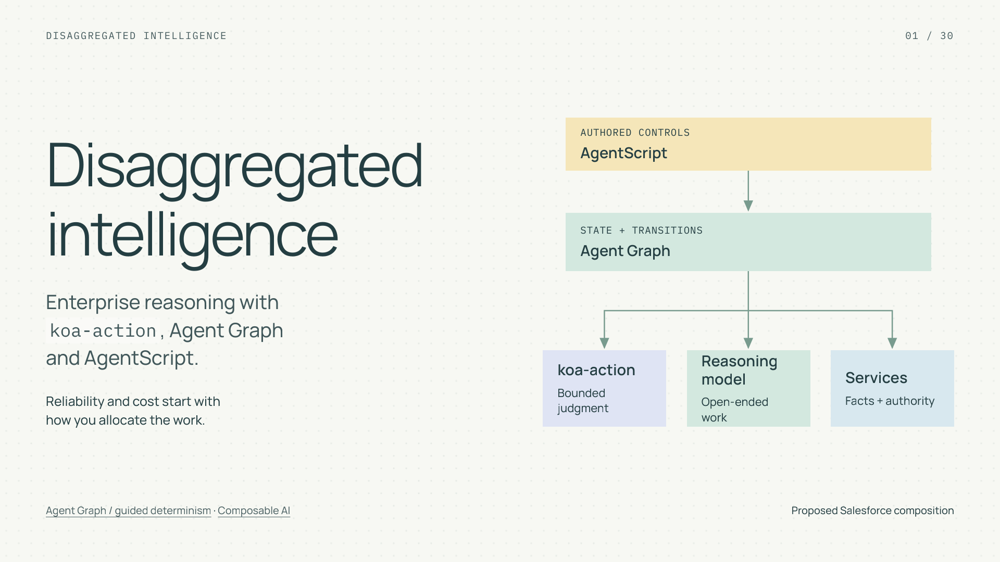 DISAGGREGATED INTELLIGENCE
01 / 30
Disaggregated
intelligence
Enterprise reasoning with
koa-action, Agent Graph
and AgentScript.
Reliability and cost start with
how you allocate the work.
AUTHORED CONTROLS
AgentScript
STATE + TRANSITIONS
Agent Graph
koa-action
Bounded
judgment
Reasoning
model
Open-ended
work
Services
Facts + authority
Agent Graph / guided determinism · Composable AI
Proposed Salesforce composition